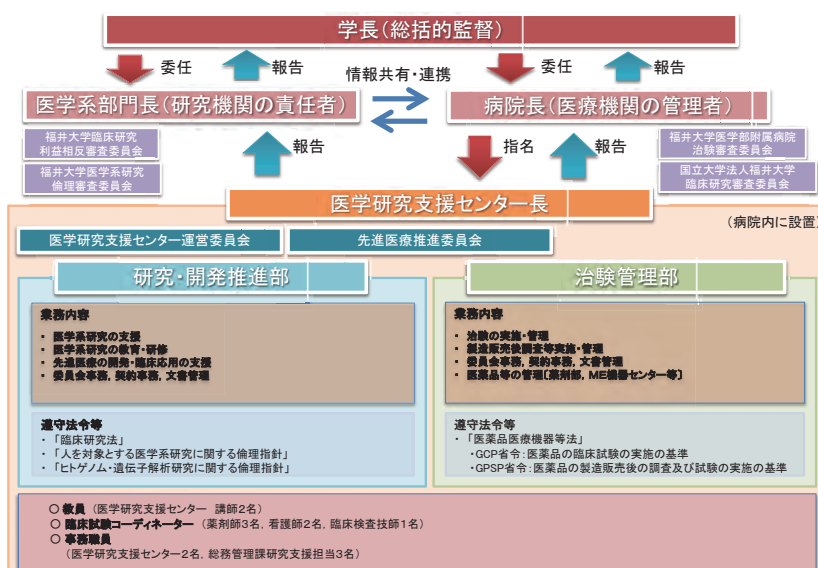 学長(総括的監督)
委任
報告
情報共有・連携
委任
報告
医学系部門長(研究機関の責任者)
病院長(医療機関の管理者)
福井大学臨床研究
利益相反審査委員会
福井大学医学系研究
倫理審査委員会
報告
指名
報告
福井大学医学部附属病院
治験審査委員会
国立大学法人福井大学
臨床研究審査委員会
医学研究支援センター長
(病院内に設置)
医学研究支援センター運営委員会
先進医療推進委員会
研究・開発推進部
業務内容
・ 医学系研究の支援
・ 医学系研究の教育・研修
・ 先進医療の開発・臨床応用の支援
・ 委員会事務, 契約事務, 文書管理
遵守法令等
・ 「臨床研究法」
・ 「人を対象とする医学系研究に関する倫理指針」
・ 「ヒトゲノム・遺伝子解析研究に関する倫理指針」
治験管理部
業務内容
・ 治験の実施・管理
・ 製造販売後調査等実施・管理
・ 委員会事務, 契約事務, 文書管理
・ 医薬品等の管理[薬剤部, ME機器センター等]
遵守法令等
・ 「医薬品医療機器等法」
・GCP省令:医薬品の臨床試験の実施の基準
・GPSP省令:医薬品の製造販売後の調査及び試験の実施の基準
○ 教員 (医学研究支援センター 講師2名)
○ 臨床試験コーディネーター (薬剤師3名, 看護師2名, 臨床検査技師1名)
○ 事務職員
(医学研究支援センター2名, 総務管理課研究支援担当3名)